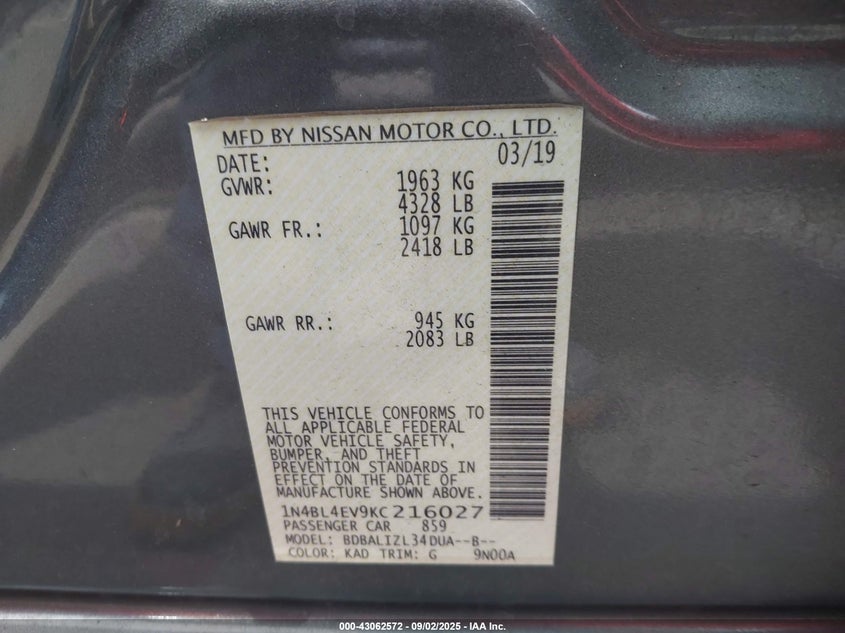 MFD BY NISSAN MOTOR CO., LTD.
DATE: 03/19
GVWR: 1963 KG
4328 LB
GAWR FR.: 1097 KG
2418 LB
GAWR RR.: 945 KG
2083 LB
THIS VEHICLE CONFORMS TO
ALL APPLICABLE FEDERAL
MOTOR VEHICLE SAFETY,
BUMPER, AND THEFT
PREVENTION STANDARDS IN
EFFECT ON THE DATE OF
MANUFACTURE SHOWN ABOVE.
1N4BL4EV9KC216027
PASSENGER CAR 859
MODEL: BDBALIZL34DUA--B--
COLOR: KAD TRIM: G 9N00A
000-43062572 - 09/02/2025 - IAA Inc.